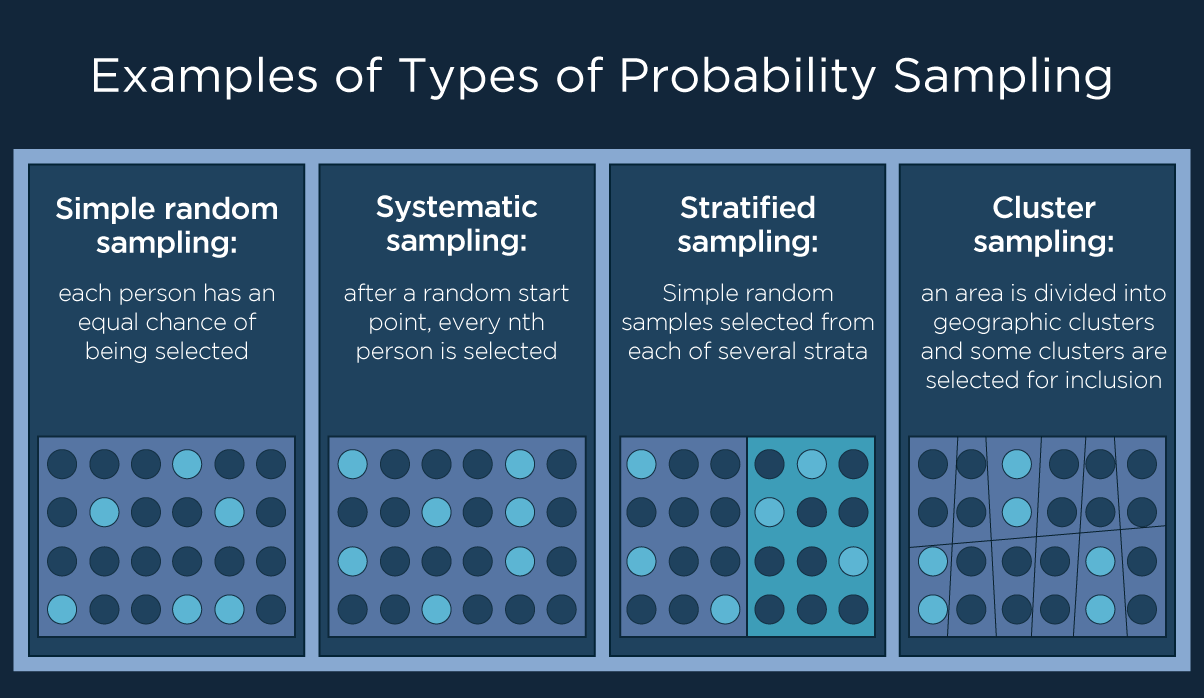 Examples of Types of Probability Sampling
Simple random
sampling:
each person has an
equal chance of
being selected
Systematic
sampling:
after a random start
point, every nth
person is selected
Stratified
sampling:
Simple random
samples selected from
each of several strata
Cluster
sampling:
an area is divided into
geographic clusters
and some clusters are
selected for inclusion